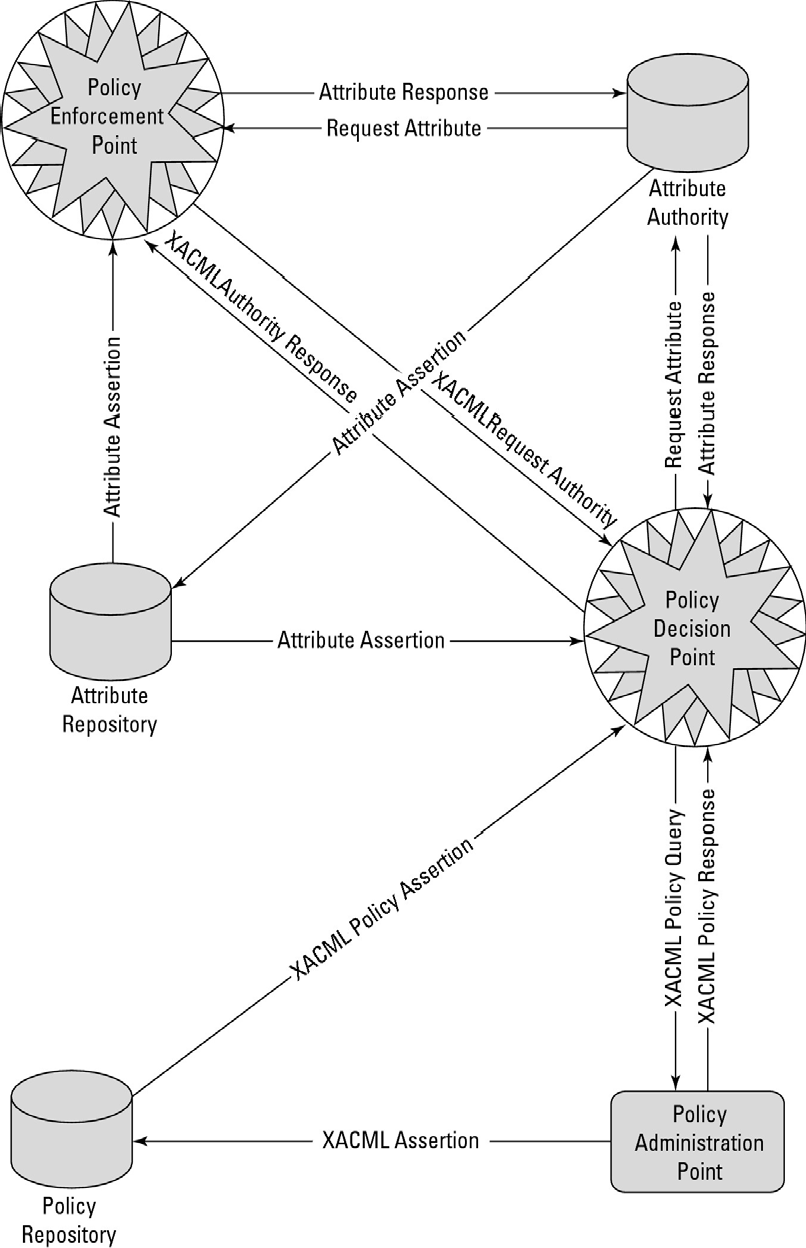 Policy
Enforcement
Point
Attribute Response
Request Attribute
Attribute
Authority
XACMLAuthority Response
Attribute Assertion
XACMLRequest Authority
Request Attribute
Attribute Response
Attribute Assertion
Policy
Decision
Point
Attribute Assertion
Attribute
Repository
XACML Policy Assertion
XACML Policy Query
XACML Policy Response
Policy
Administration
Point
XACML Assertion
Policy
Repository